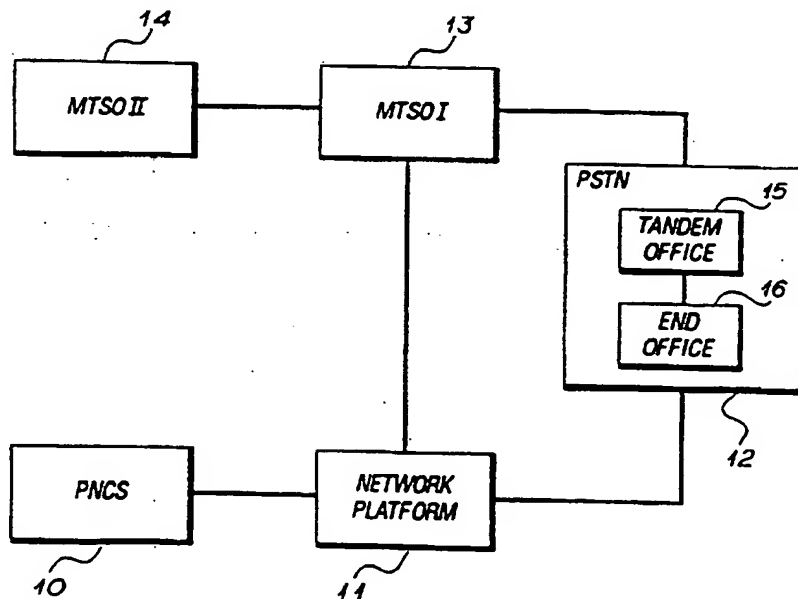 14
13
MTSO II
MTSO I
PSTN
15
TANDEM
OFFICE
16
END
OFFICE
12
PNCS
NETWORK
PLATFORM
10
11